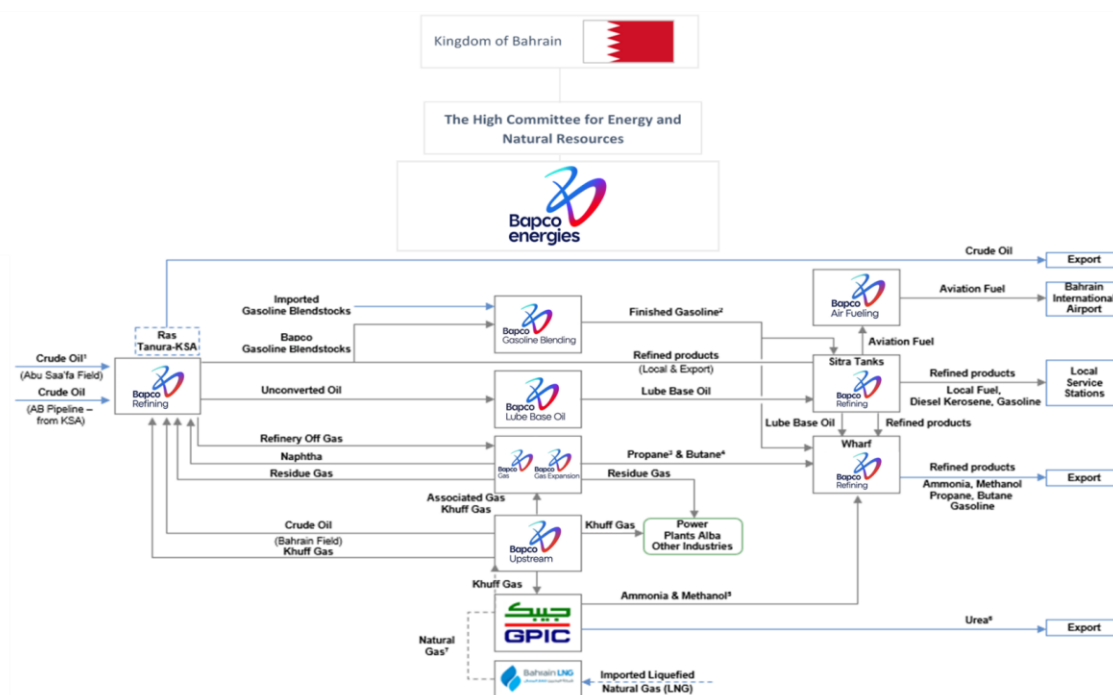 Kingdom of Bahrain
The High Committee for Energy and
Natural Resources
Bapco
energies
Crude Oil
Export
Imported
Gasoline Blendstocks
Bapco
Gasoline Blending
Finished Gasoline²
Bapco
Air Fueling
Aviation Fuel
Bahrain
International
Airport
Ras
Tanura-KSA
Bapco
Gasoline Blendstocks
Aviation Fuel
Crude Oil¹
(Abu Saa'fa Field)
Refined products
(Local & Export)
Sitra Tanks
Bapco
Refining
Crude Oil
(AB Pipeline –
from KSA)
Bapco
Refining
Unconverted Oil
Bapco
Lube Base Oil
Lube Base Oil
Refined products
Local Fuel,
Diesel Kerosene, Gasoline
Local
Service
Stations
Lube Base Oil
Refined products
Refinery Off Gas
Naphtha
Residue Gas
Bapco
Gas
Bapco
Gas Expansion
Propane³ & Butane⁴
Residue Gas
Wharf
Bapco
Refining
Refined products
Ammonia, Methanol
Propane, Butane
Gasoline
Export
Associated Gas
Khuff Gas
Crude Oil
(Bahrain Field)
Khuff Gas
Bapco
Upstream
Khuff Gas
Power
Plants Alba
Other Industries
Khuff Gas
جيبك
GPIC
Ammonia & Methanol⁵
Urea⁶
Export
Natural
Gas⁷
Bahrain LNG
Imported Liquefied
Natural Gas (LNG)